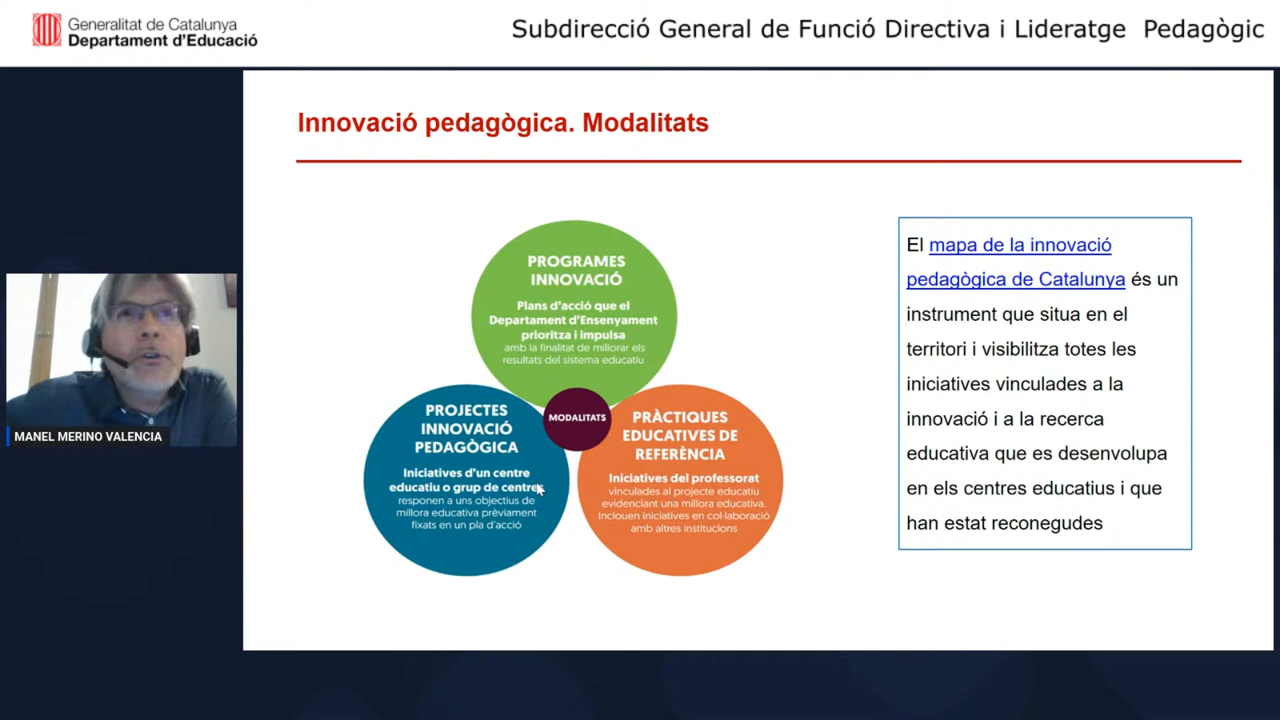 Generalitat de Catalunya
Departament d'Educació
Subdirecció General de Funció Directiva i Lideratge Pedagògic
Innovació pedagògica. Modalitats
PROGRAMES
INNOVACIÓ
Plans d'acció que el
Departament d'Ensenyament
prioritza i impulsa
amb la finalitat de millorar els
resultats del sistema educatiu
MODALITATS
PROJECTES
INNOVACIÓ
PEDAGÒGICA
Iniciatives d'un centre
educatiu o grup de centres
responen a uns objectius de
millora educativa prèviament
fixats en un pla d'acció
PRÀCTIQUES
EDUCATIVES DE
REFERÈNCIA
Iniciatives del professorat
vinculades al projecte educatiu
evidenciant una millora educativa.
Inclouen iniciatives en col·laboració
amb altres institucions
El mapa de la innovació
pedagògica de Catalunya és un
instrument que situa en el
territori i visibilitza totes les
iniciatives vinculades a la
innovació i a la recerca
educativa que es desenvolupa
en els centres educatius i que
han estat reconegudes
MANEL MERINO VALENCIA